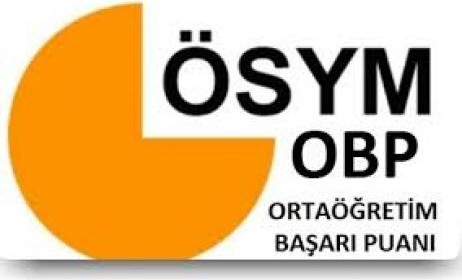 ÖSYM
OBP
ORTAÖĞRETİM
BAŞARI PUANI